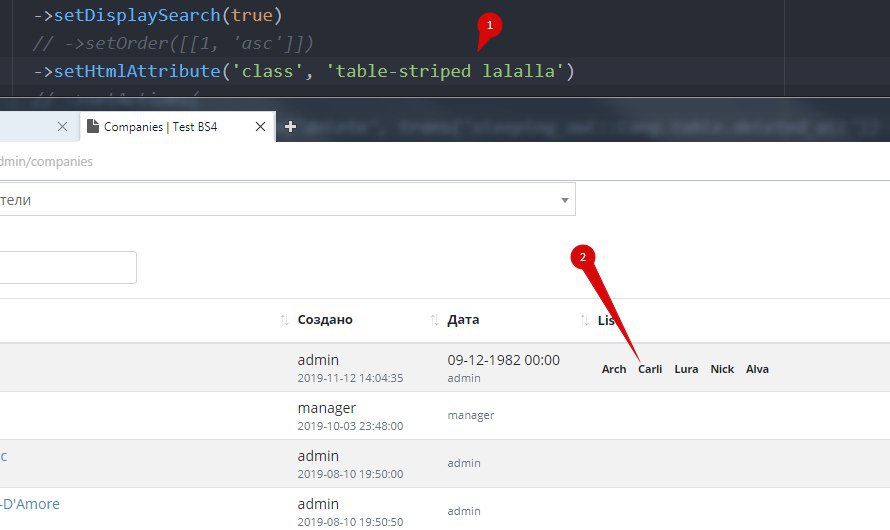 ->setDisplaySearch(true)
// ->setOrder([[1, 'asc']])
1
->setHtmlAttribute('class', 'table-striped lalalla')
Companies | Test BS4
dmin/companies
тели
2
Создано Дата
admin 09-12-1982 00:00
2019-11-12 14:04:35 admin
Arch Carli Lura Nick Alva
manager
2019-10-03 23:48:00 manager
с admin
2019-08-10 19:50:00 admin
-D'Amore admin
2019-08-10 19:50:50 admin